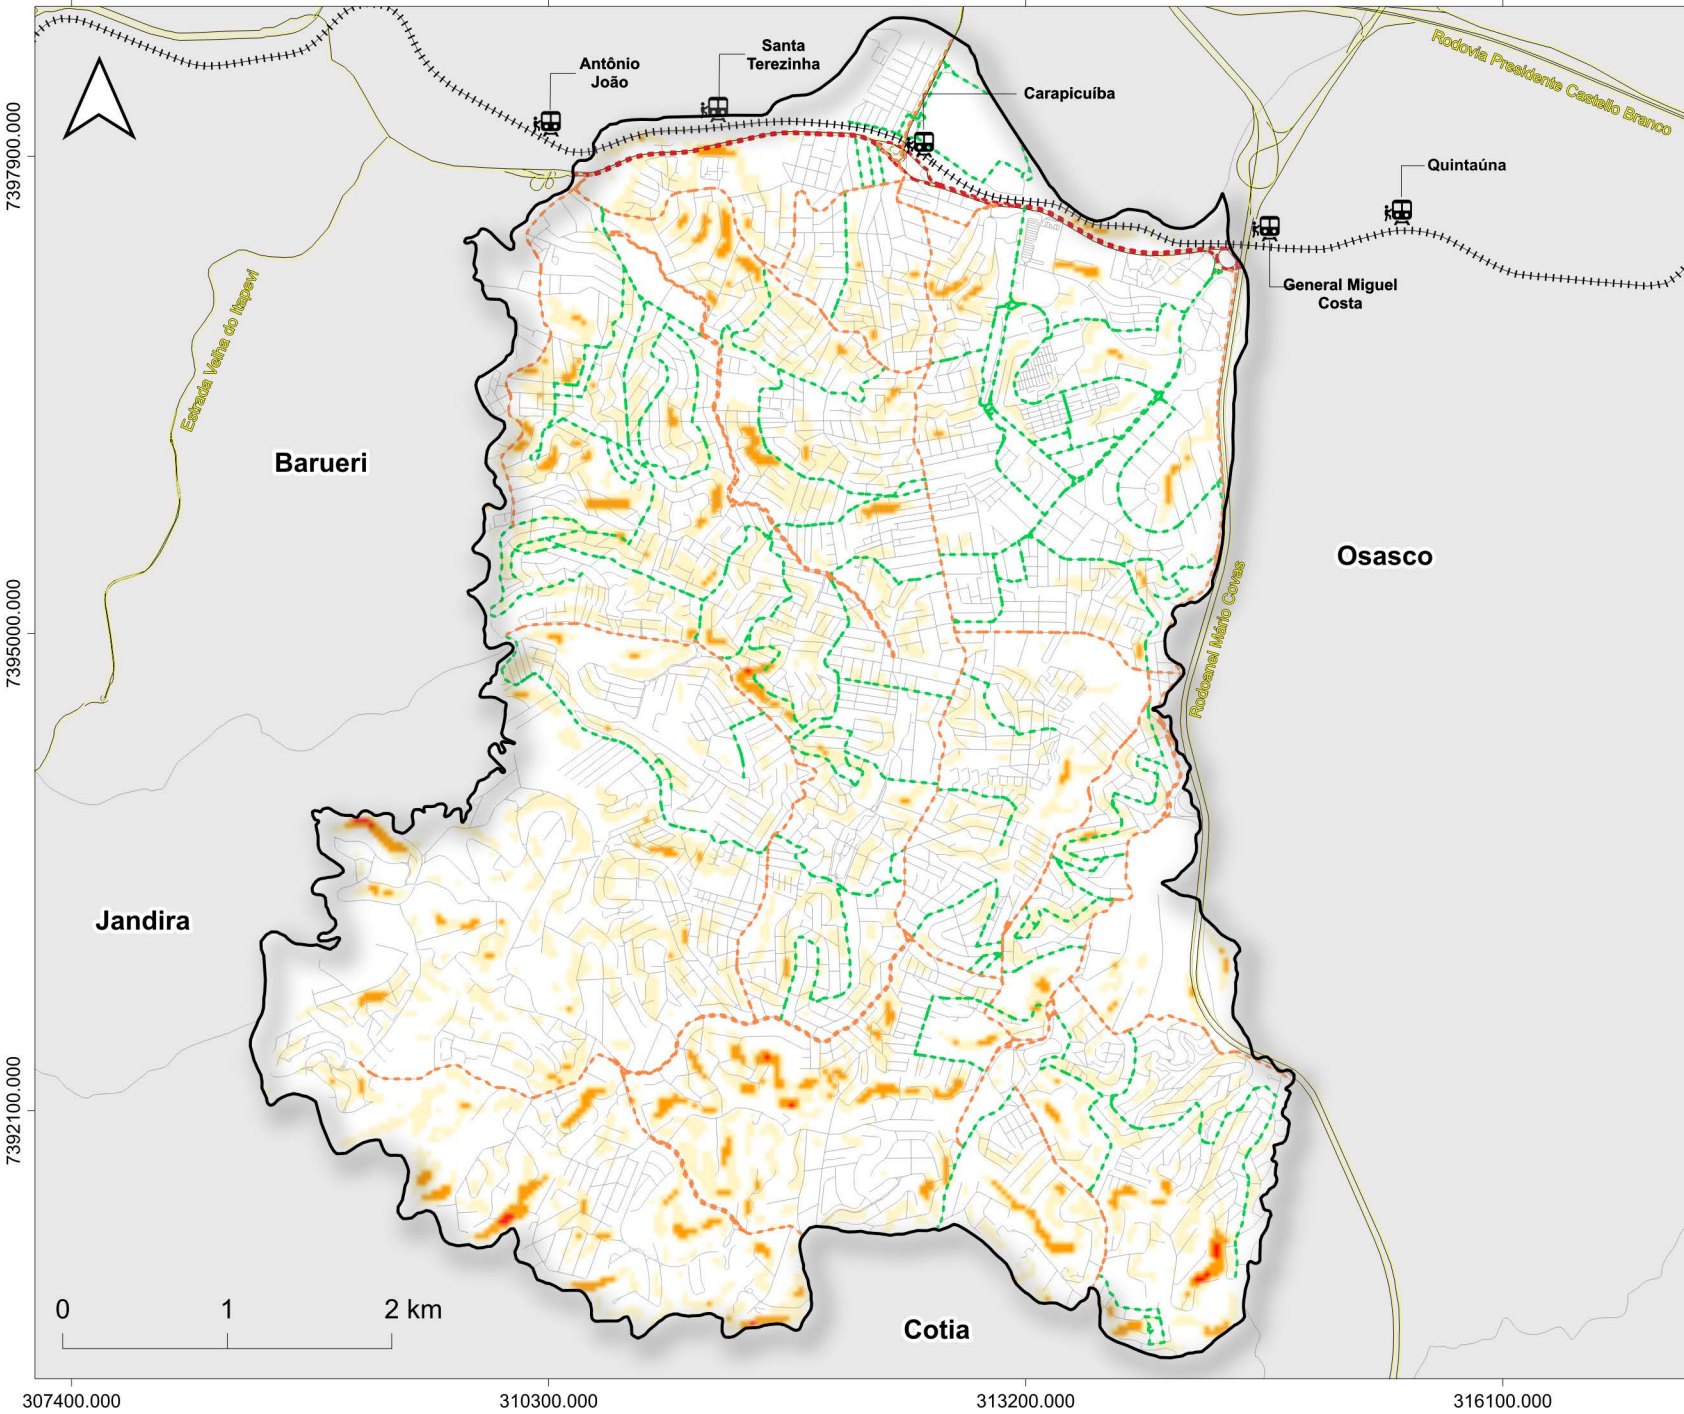 Santa
Terezinha
Antônio
João
Carapicuíba
Rodovia Presidente Castello Branco
Quintaúna
General Miguel
Costa
Estrada Velha do Itapevi
Barueri
Osasco
Rodoanel Mário Covas
Jandira
Cotia
0 1 2 km
7397900.000
7395000.000
7392100.000
307400.000 310300.000 313200.000 316100.000